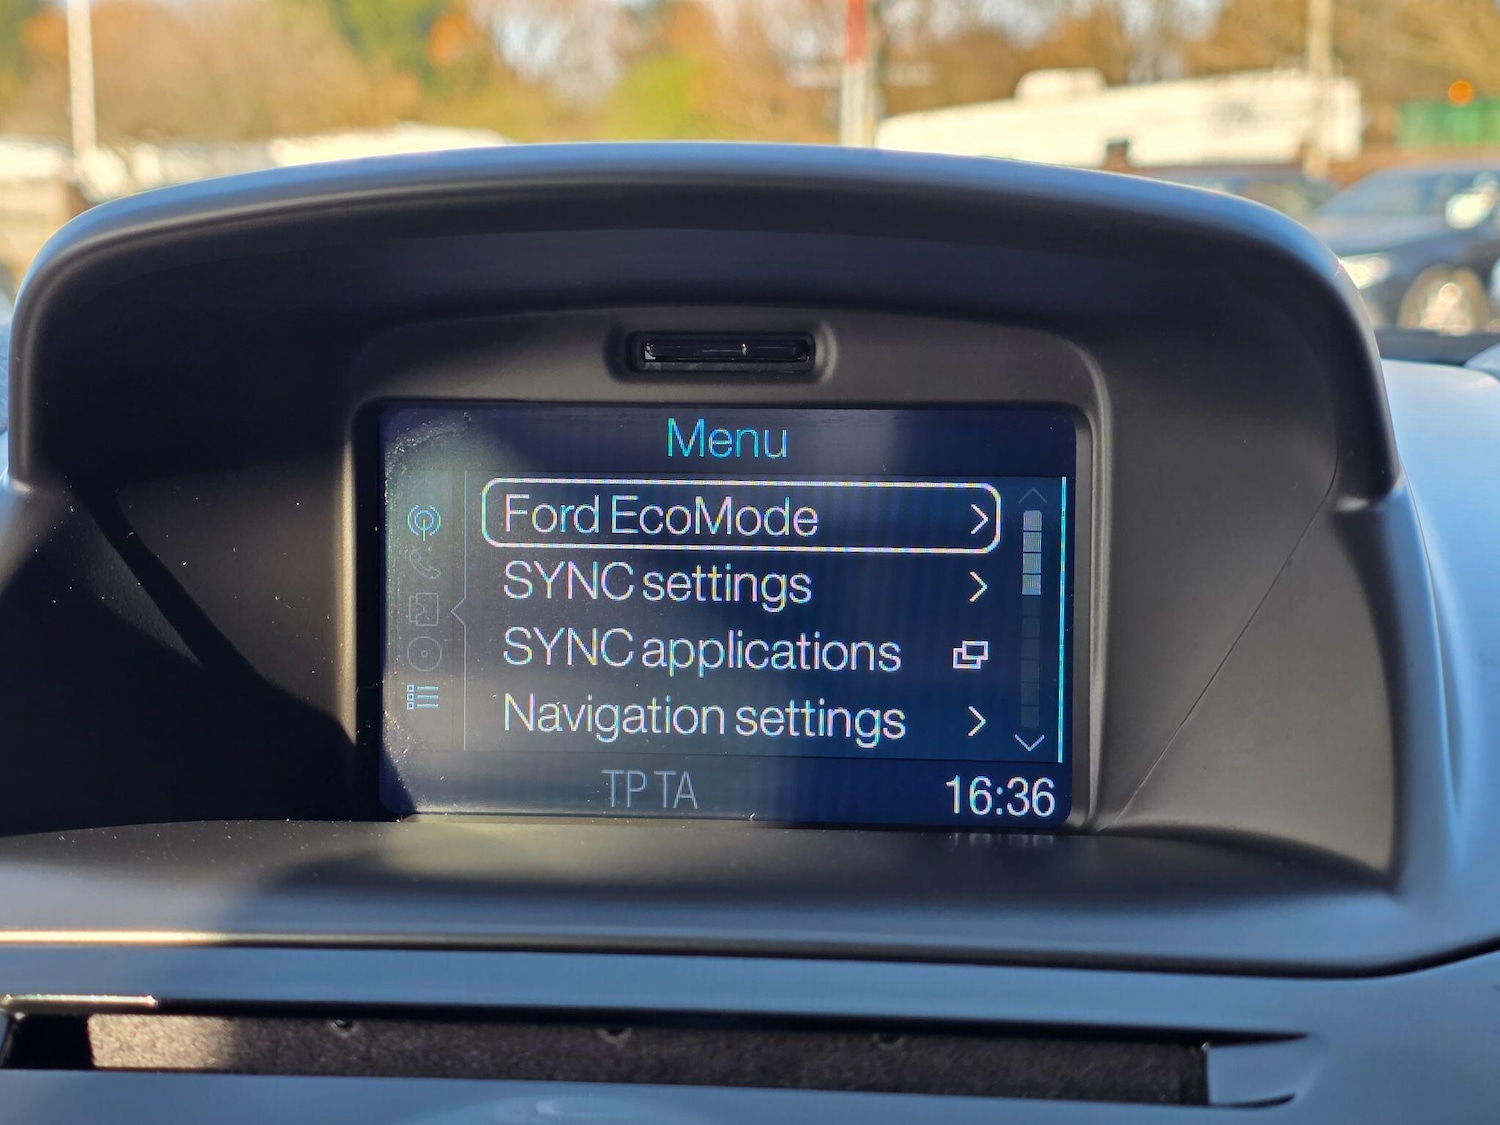 Menu
Ford EcoMode
SYNC settings
SYNC applications
Navigation settings
TP TA
16:36